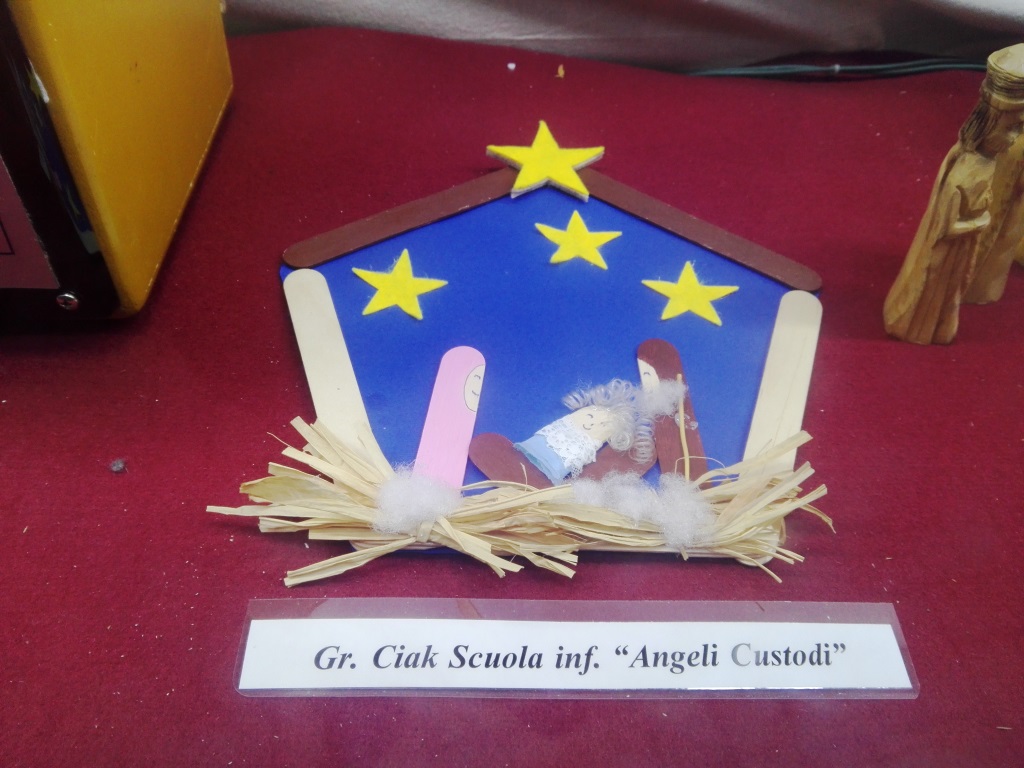 Gr. Ciak Scuola inf. “Angeli Custodi”